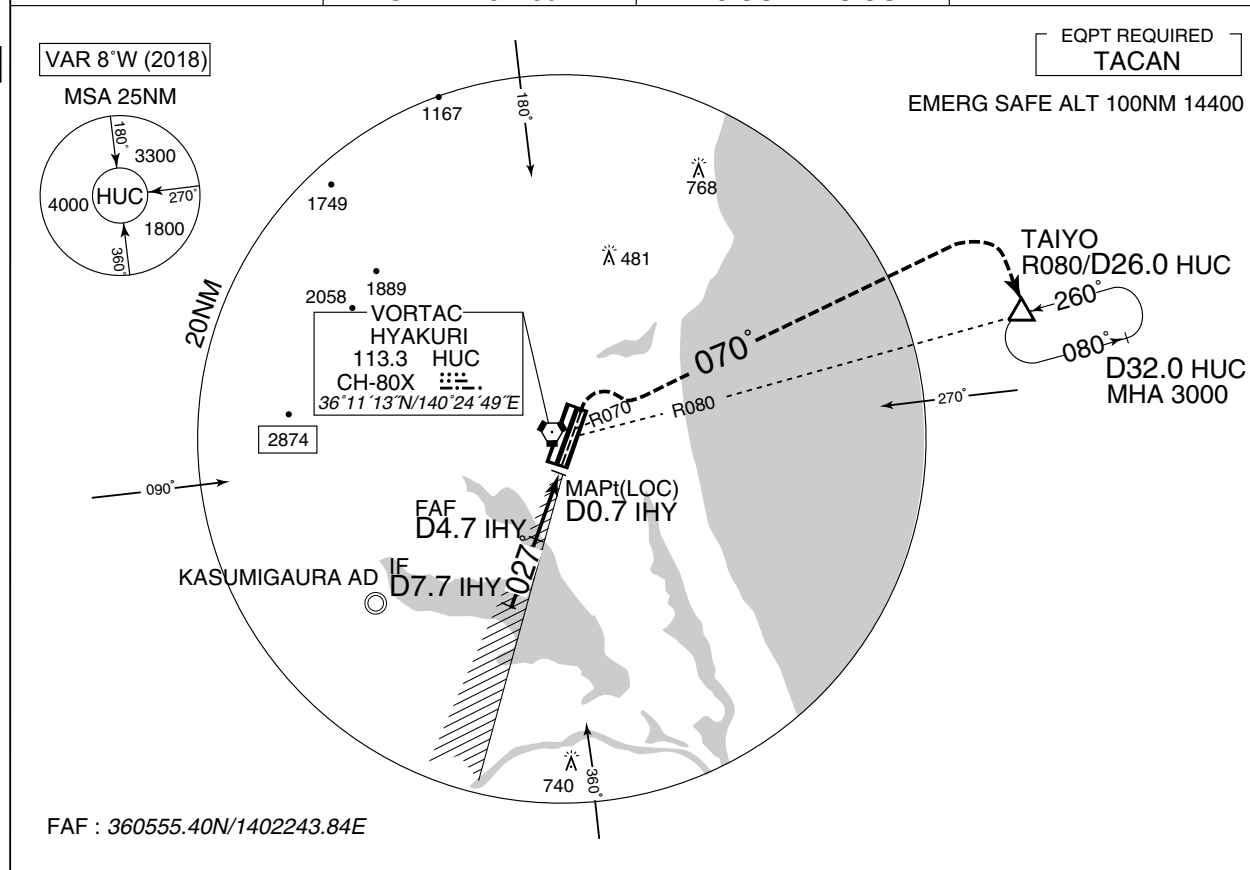 VAR 8°W (2018)
MSA 25NM
180°
3300
4000
HUC
270°
1800
360°
EQPT REQUIRED
TACAN
EMERG SAFE ALT 100NM 14400
180°
1167
1749
768
481
1889
2058
20NM
VORTAC
HYAKURI
113.3 HUC
CH-80X
36°11´13˝N/140°24´49˝E
2874
TAIYO
R080/D26.0 HUC
260°
080°
D32.0 HUC
MHA 3000
070°
R070
R080
270°
090°
MAPt(LOC)
D0.7 IHY
FAF
D4.7 IHY
027°
KASUMIGAURA AD
IF
D7.7 IHY
740
360°
FAF : 360555.40N/1402243.84E